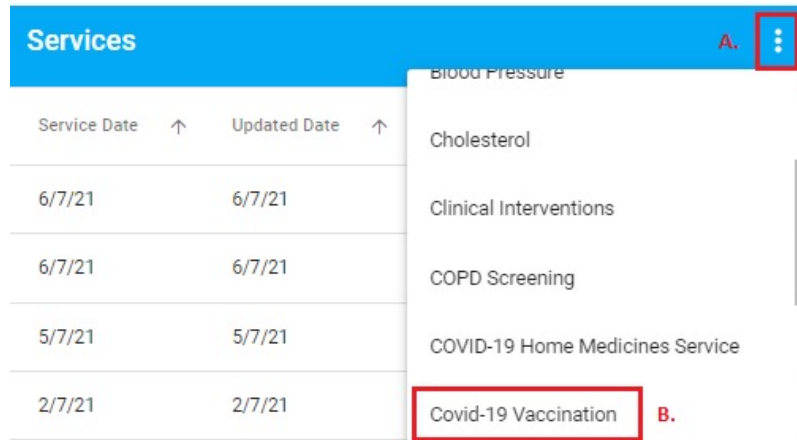 Services A.
Blood Pressure
Service Date Updated Date
Cholesterol
6/7/21 6/7/21
Clinical Interventions
6/7/21 6/7/21
COPD Screening
5/7/21 5/7/21
COVID-19 Home Medicines Service
2/7/21 2/7/21
Covid-19 Vaccination B.